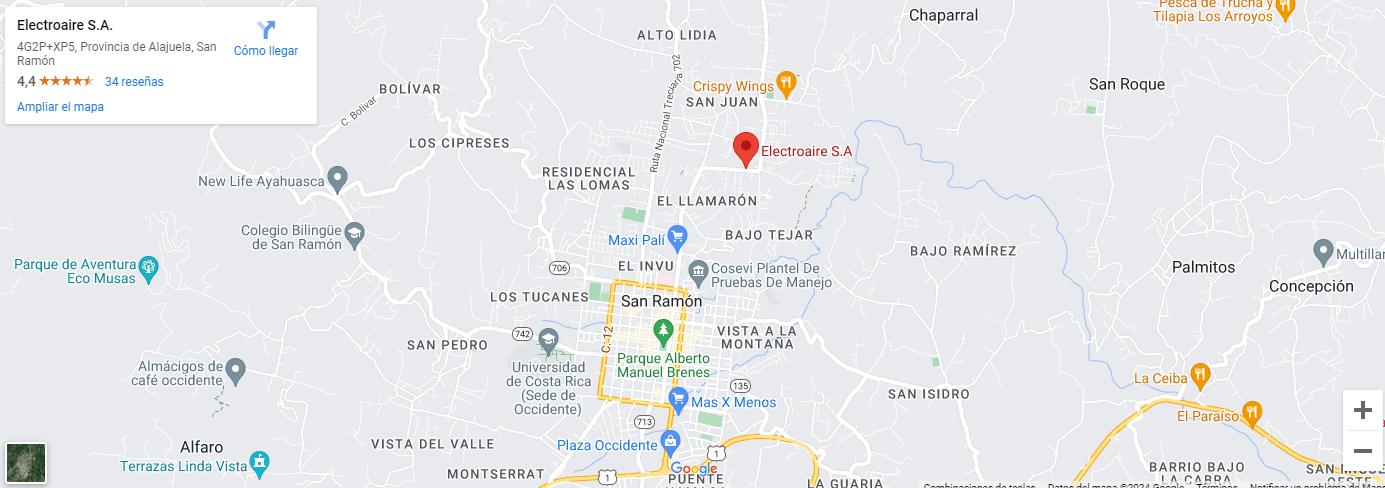 Electroaire S.A.
4G2P+XP5, Provincia de Alajuela, San
Ramón
4,4
34 reseñas
Ampliar el mapa
Cómo llegar
Chaparral
Pesca de Trucha y
Tilapia Los Arroyos
ALTO LIDIA
San Roque
BOLÍVAR
C. Bolívar
Crispy Wings
SAN JUAN
Ruta Nacional Treciaria 702
LOS CIPRESES
Electroaire S.A
RESIDENCIAL
LAS LOMAS
New Life Ayahuasca
EL LLAMARÓN
Colegio Bilingüe
de San Ramón
Maxi Palí
BAJO TEJAR
BAJO RAMÍREZ
Multillan
Parque de Aventura
Eco Musas
706
EL INVU
Cosevi Plantel De
Pruebas De Manejo
Palmitos
Concepción
LOS TUCANES
San Ramón
742
C. 12
VISTA A LA
MONTAÑA
SAN PEDRO
Parque Alberto
Manuel Brenes
Almácigos de
café occidente
Universidad
de Costa Rica
(Sede de
Occidente)
135
La Ceiba
SAN ISIDRO
Mas X Menos
El Paraíso
713
Alfaro
VISTA DEL VALLE
Plaza Occidente
1
Terrazas Linda Vista
MONTSERRAT
1
Google
PUENTE
LA GUARIA
BARRIO BAJO
LA CABRA
SAN MIGUEL
OESTE
Combinaciones de teclas
Datos del mapa ©2024 Google
Términos
Notificar un problema de Maps